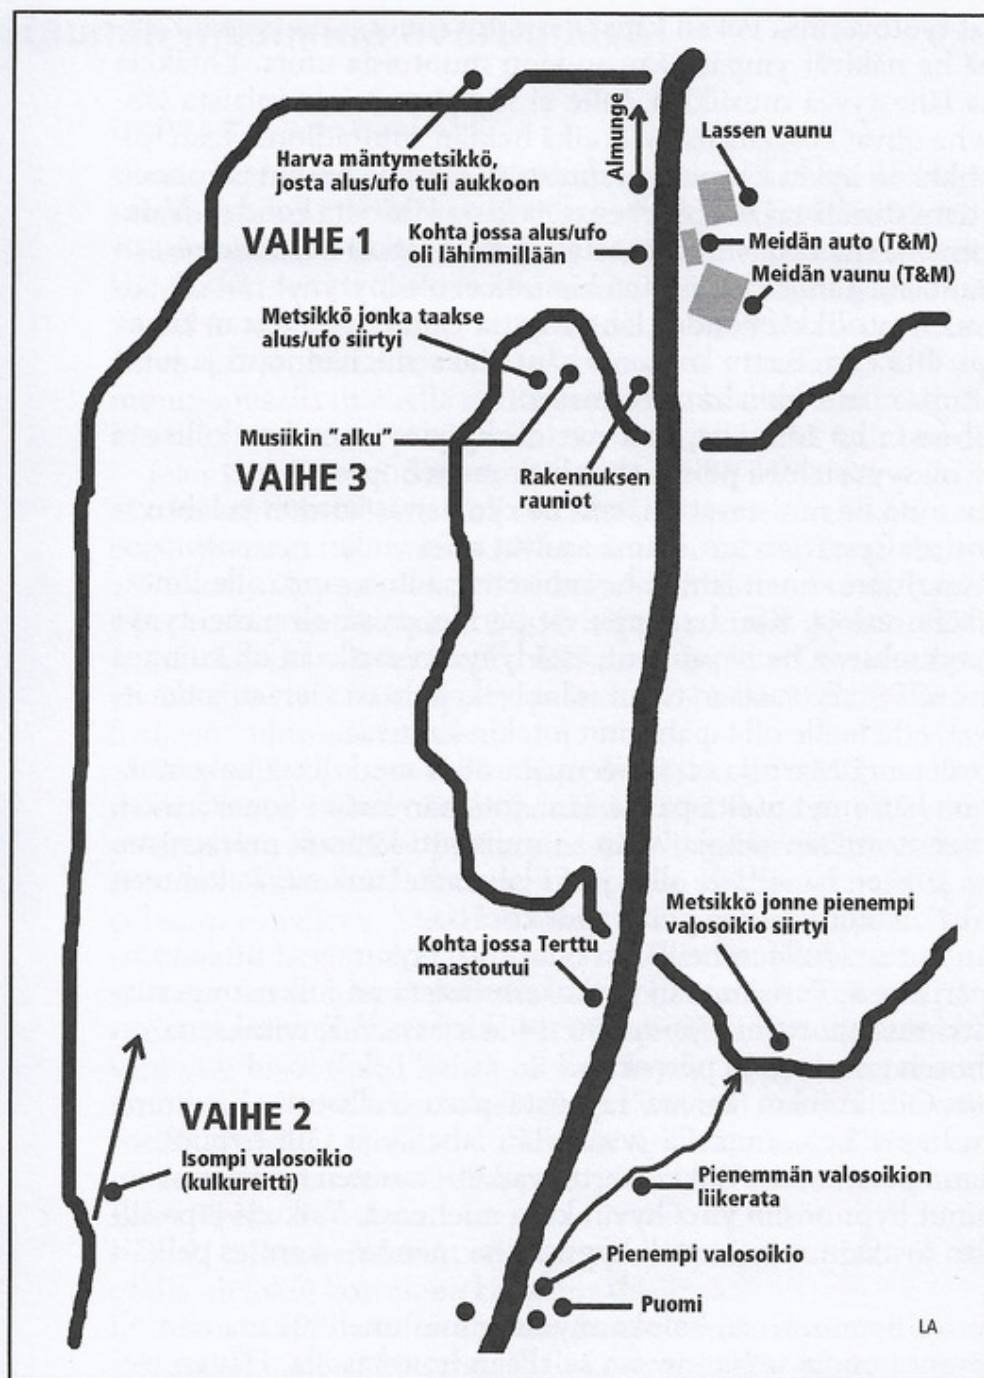 Almunge
Lassen vaunu
Harva mäntymetsikkö,
josta alus/ufo tuli aukkoon
VAIHE 1
Kohta jossa alus/ufo
oli lähimmillään
Meidän auto (T&M)
Meidän vaunu (T&M)
Metsikkö jonka taakse
alus/ufo siirtyi
Musiikin "alku"
VAIHE 3
Rakennuksen
rauniot
Metsikkö jonne pienempi
valosoikio siirtyi
Kohta jossa Terttu
maastoutui
VAIHE 2
Isompi valosoikio
(kulkureitti)
Pienemmän valosoikion
liikerata
Pienempi valosoikio
Puomi
LA